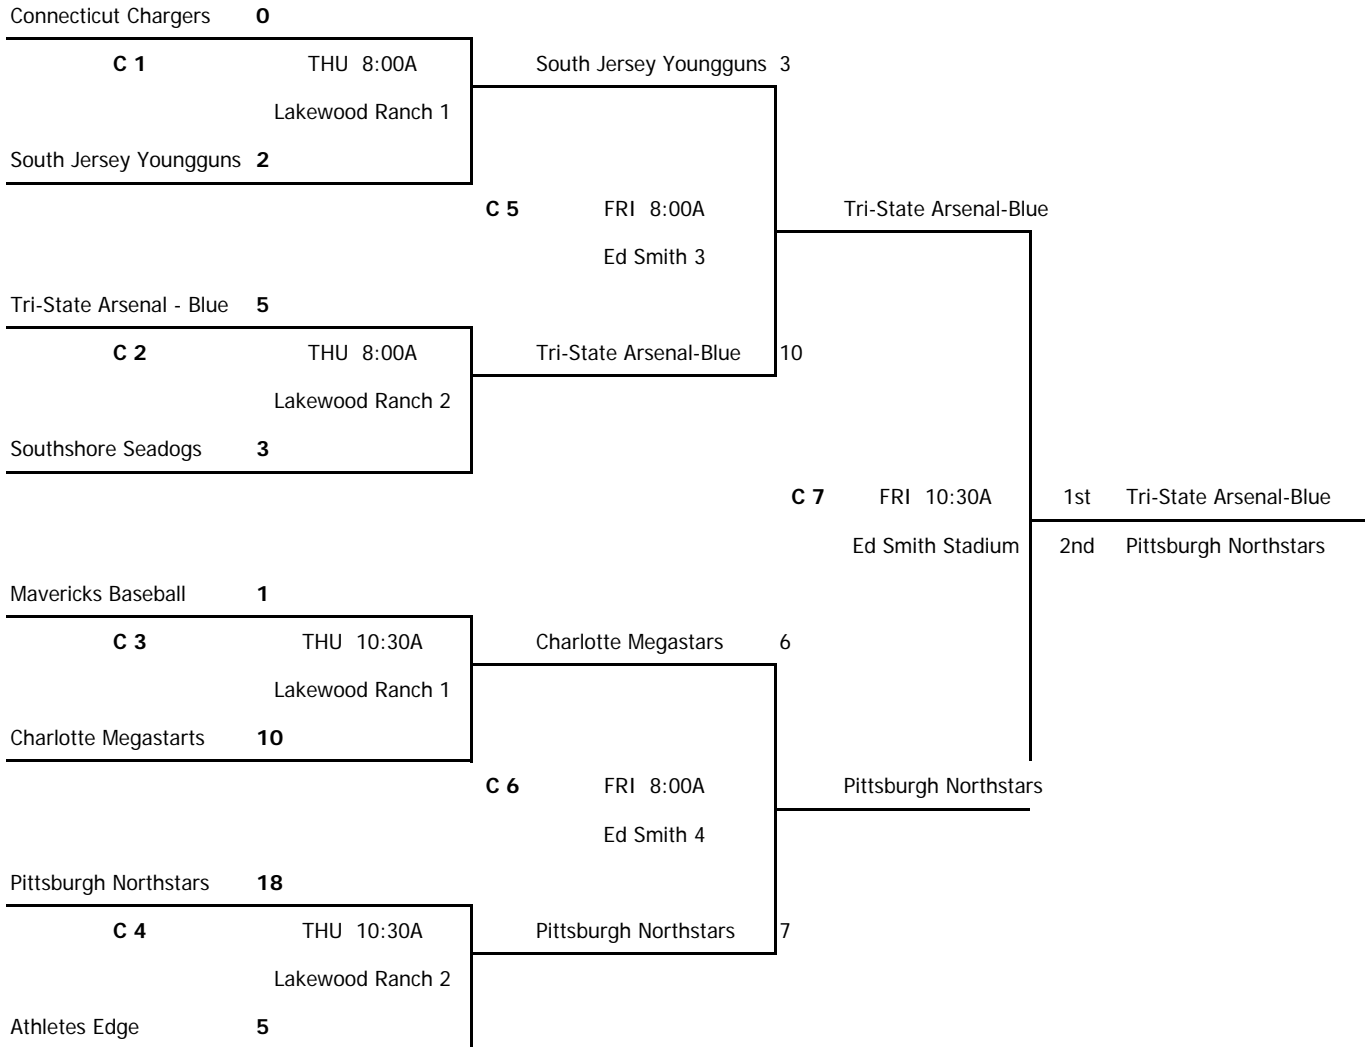 Connecticut Chargers 0
C 1 THU 8:00A South Jersey Youngguns 3
Lakewood Ranch 1
South Jersey Youngguns 2
C 5 FRI 8:00A Tri-State Arsenal-Blue
Ed Smith 3
Tri-State Arsenal - Blue 5
C 2 THU 8:00A Tri-State Arsenal-Blue 10
Lakewood Ranch 2
Southshore Seadogs 3
C 7 FRI 10:30A 1st Tri-State Arsenal-Blue
Ed Smith Stadium 2nd Pittsburgh Northstars
Mavericks Baseball 1
C 3 THU 10:30A Charlotte Megastars 6
Lakewood Ranch 1
Charlotte Megastarts 10
C 6 FRI 8:00A Pittsburgh Northstars
Ed Smith 4
Pittsburgh Northstars 18
C 4 THU 10:30A Pittsburgh Northstars 7
Lakewood Ranch 2
Athletes Edge 5